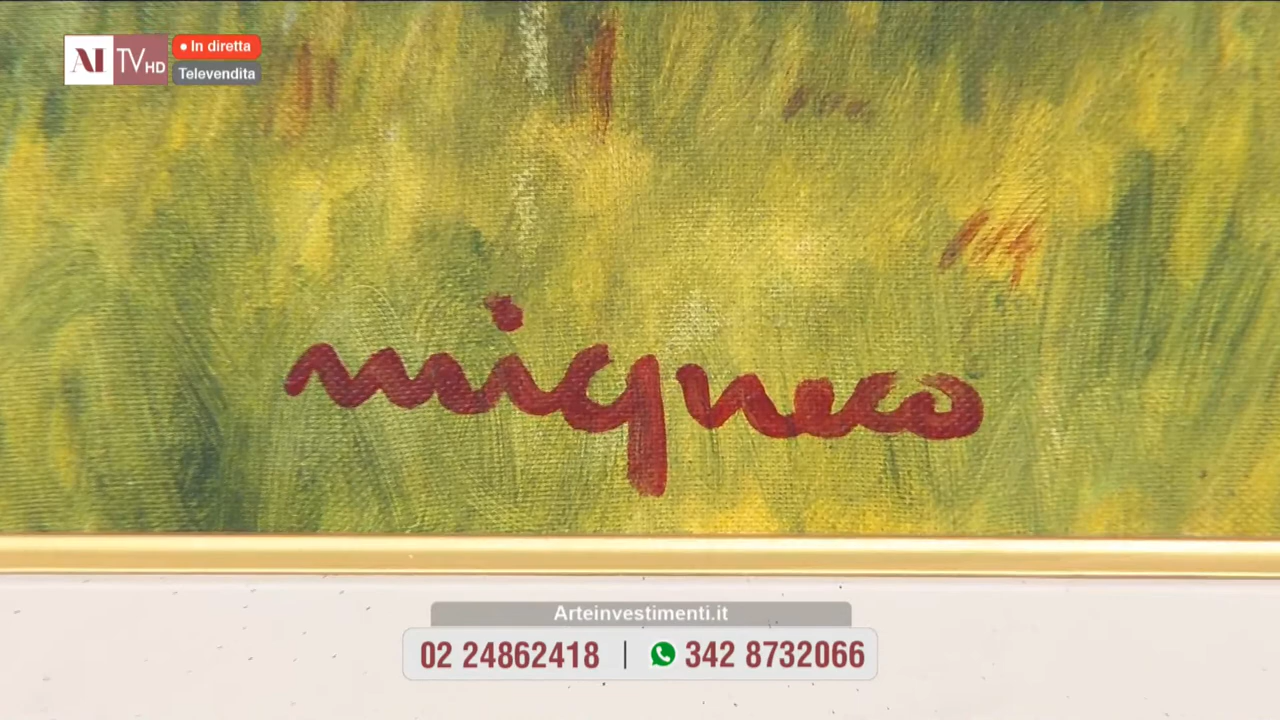 AI TV HD
In diretta
Televendita
migneco
Arteinvestimenti.it
02 24862418 | 342 8732066